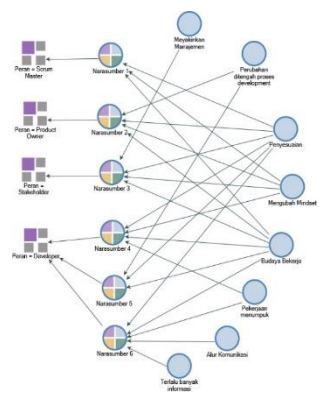 Meyakinkan
Manajemen
Peran = Scrum
Master
Narasumber 1
Perubahan
ditengah proses
development
Peran = Product
Owner
Narasumber 2
Penyesuaian
Peran =
Stakeholder
Narasumber 3
Mengubah Mindset
Peran = Developer
Narasumber 4
Budaya Bekerja
Narasumber 5
Pekerjaan
menumpuk
Narasumber 6
Alur Komunikasi
Terlalu banyak
informasi